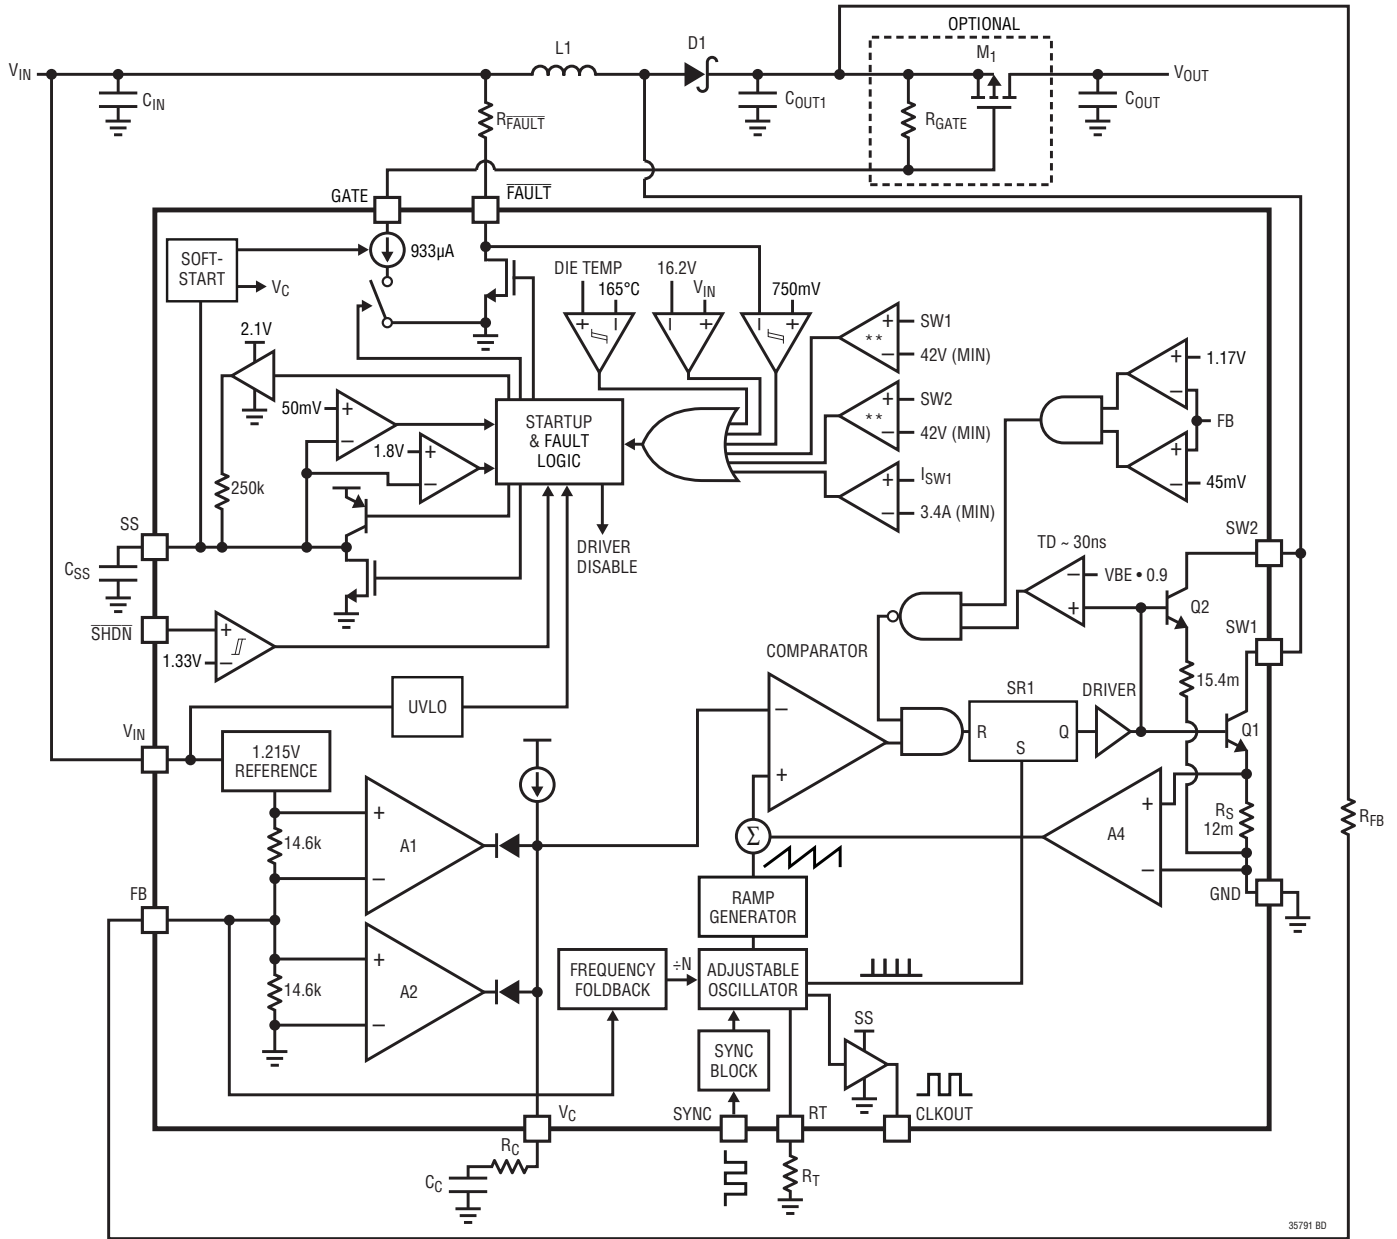 OPTIONAL
L1
D1
M1
VIN
VOUT
CIN
RFAULT
COUT1
RGATE
COUT
GATE
FAULT
SOFT-
START
933µA
VC
DIE TEMP
165°C
16.2V
VIN
750mV
2.1V
SW1
**
42V (MIN)
1.17V
50mV
STARTUP
& FAULT
LOGIC
SW2
**
42V (MIN)
FB
1.8V
250k
ISW1
3.4A (MIN)
45mV
SS
CSS
DRIVER
DISABLE
TD ~ 30ns
VBE • 0.9
SW2
Q2
SHDN
1.33V
SW1
COMPARATOR
15.4m
UVLO
SR1
DRIVER
VIN
R
Q
S
Q1
1.215V
REFERENCE
14.6k
A1
Σ
A4
RS
12m
RFB
FB
RAMP
GENERATOR
GND
14.6k
A2
FREQUENCY
FOLDBACK
÷N
ADJUSTABLE
OSCILLATOR
SS
SYNC
BLOCK
VC
SYNC
RT
CLKOUT
RC
CC
RT
35791 BD